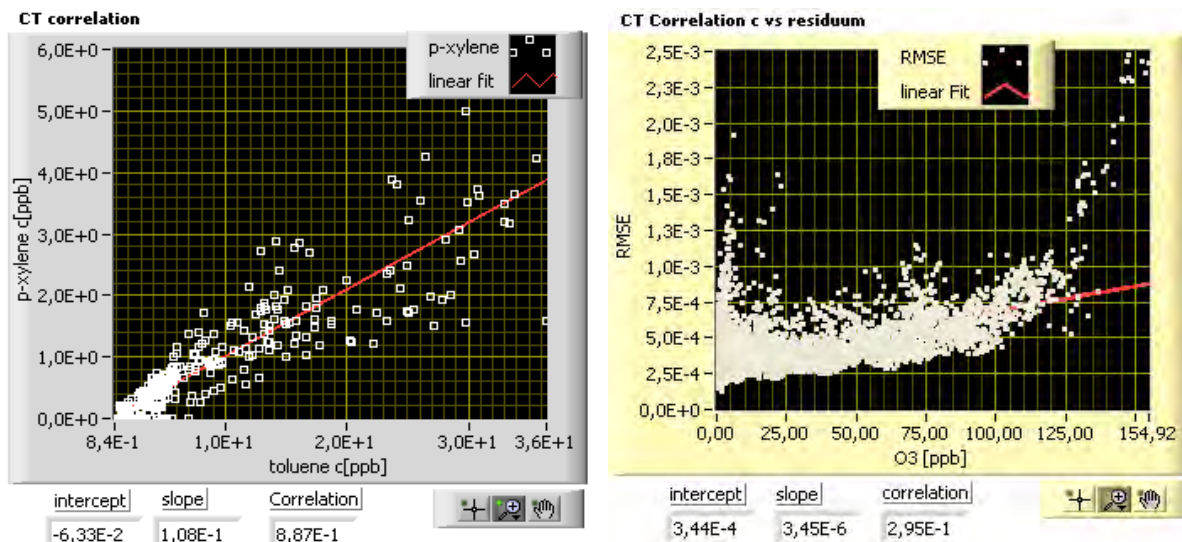 CT correlation
p-xylene
linear fit
6,0E+0
5,0E+0
4,0E+0
3,0E+0
2,0E+0
1,0E+0
0,0E+0
p-xylene c[ppb]
8,4E-1
1,0E+1
2,0E+1
3,0E+1
3,6E+1
toluene c[ppb]
intercept
slope
Correlation
-6,33E-2
1,08E-1
8,87E-1
CT Correlation c vs residuum
RMSE
linear Fit
2,5E-3
2,3E-3
2,0E-3
1,8E-3
1,5E-3
1,3E-3
1,0E-3
7,5E-4
5,0E-4
2,5E-4
0,0E+0
RMSE
0,00
25,00
50,00
75,00
100,00
125,00
154,92
O3 [ppb]
intercept
slope
correlation
3,44E-4
3,45E-6
2,95E-1